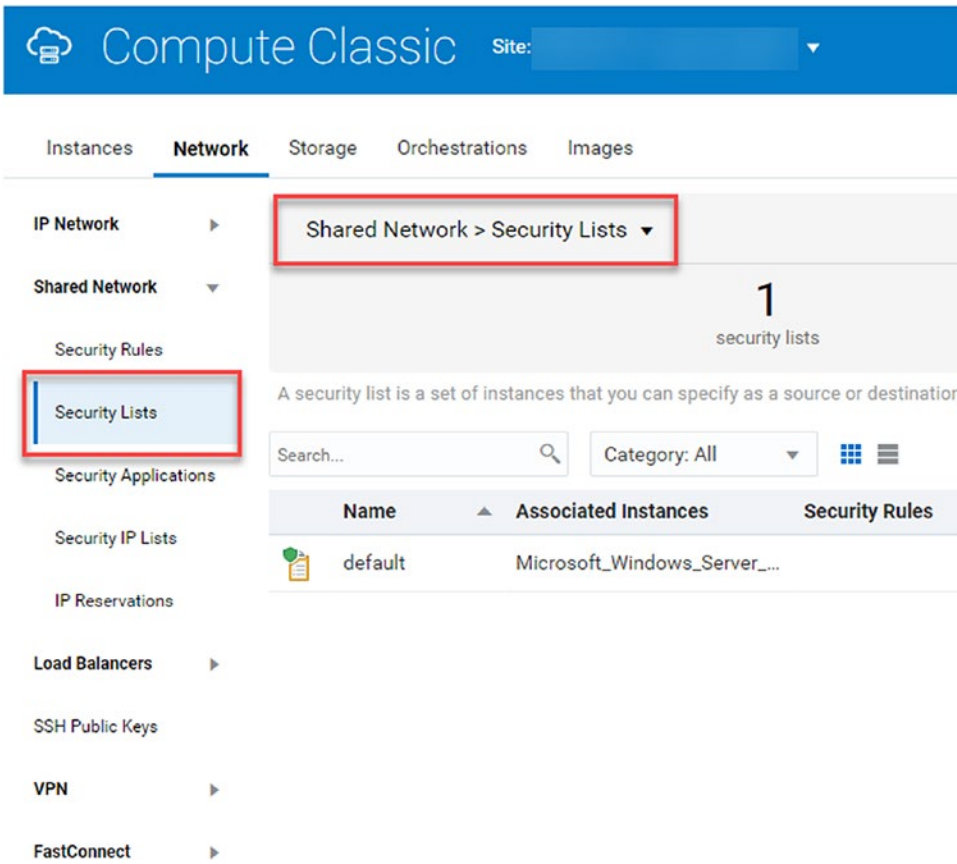 Compute Classic Site:
Instances Network Storage Orchestrations Images
IP Network
Shared Network
Security Rules
Security Lists
Security Applications
Security IP Lists
IP Reservations
Load Balancers
SSH Public Keys
VPN
FastConnect
Shared Network > Security Lists
1
security lists
A security list is a set of instances that you can specify as a source or destination
Search...
Category: All
Name Associated Instances Security Rules
default Microsoft_Windows_Server_...